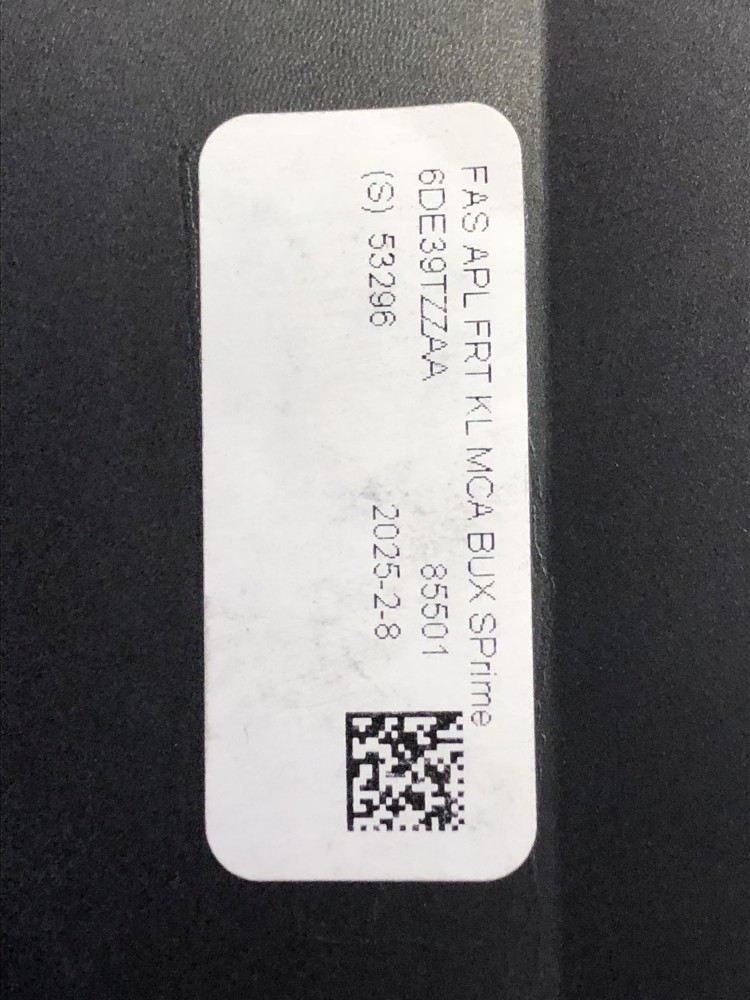 FAS APL FRT KL MCA BUX SPrime
6DE39TZZAA 85501
(S) 53296 2025-2-8